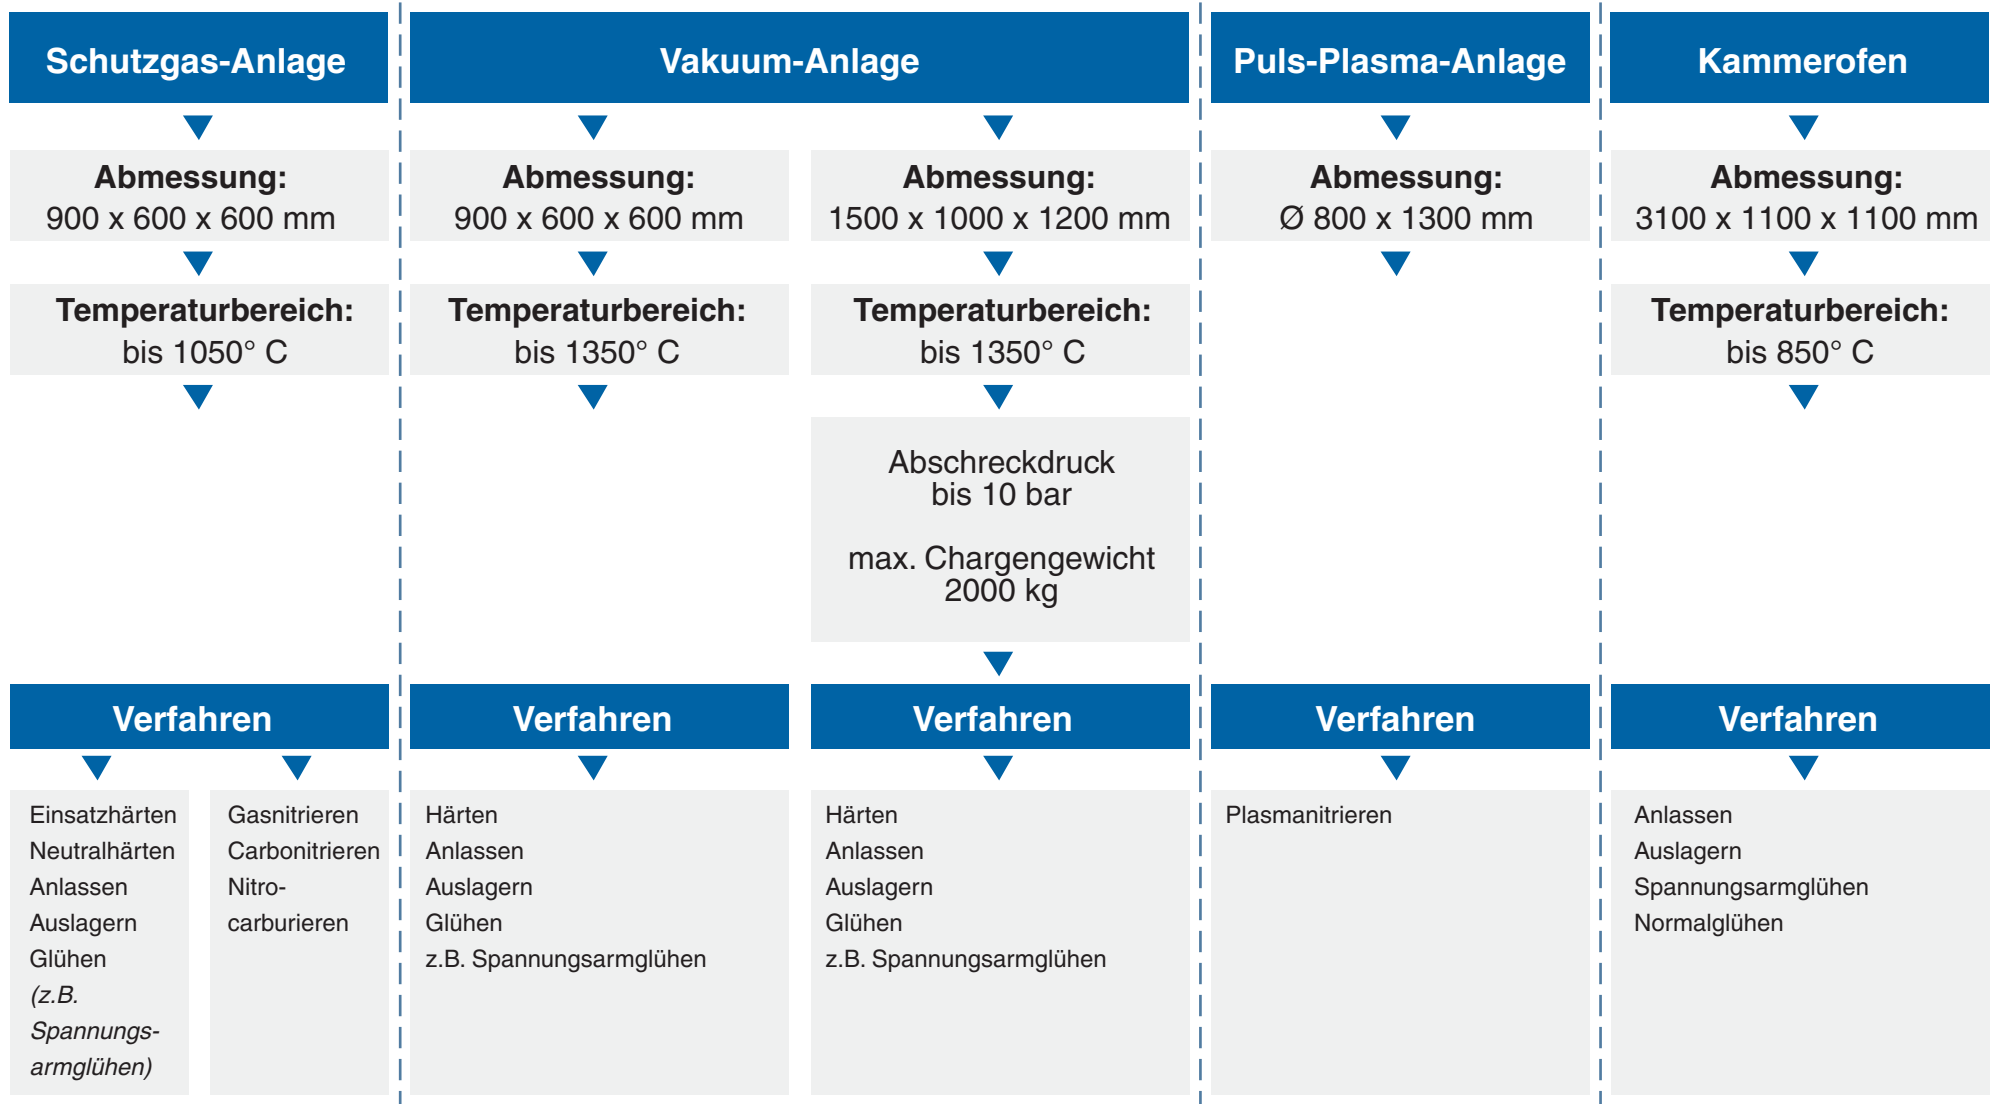 Schutzgas-Anlage
Abmessung:
900 x 600 x 600 mm
Temperaturbereich:
bis 1050° C
Verfahren
Einsatzhärten
Neutralhärten
Anlassen
Auslagern
Glühen
(z.B.
Spannungs-
armglühen)
Gasnitrieren
Carbonitrieren
Nitro-
carburieren
Vakuum-Anlage
Abmessung:
900 x 600 x 600 mm
Temperaturbereich:
bis 1350° C
Verfahren
Härten
Anlassen
Auslagern
Glühen
z.B. Spannungsarmglühen
Abmessung:
1500 x 1000 x 1200 mm
Temperaturbereich:
bis 1350° C
Abschreckdruck
bis 10 bar
max. Chargengewicht
2000 kg
Verfahren
Härten
Anlassen
Auslagern
Glühen
z.B. Spannungsarmglühen
Puls-Plasma-Anlage
Abmessung:
Ø 800 x 1300 mm
Verfahren
Plasmanitrieren
Kammerofen
Abmessung:
3100 x 1100 x 1100 mm
Temperaturbereich:
bis 850° C
Verfahren
Anlassen
Auslagern
Spannungsarmglühen
Normalglühen